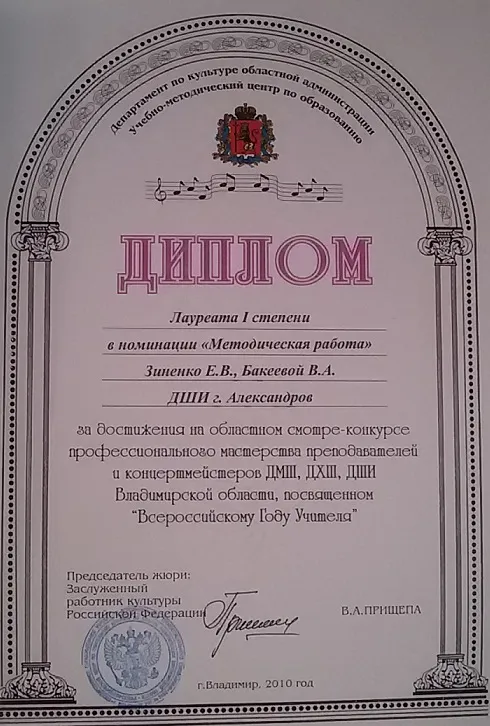 Департамент по культуре областной администрации
Учебно-методический центр по образованию
ДИПЛОМ
Лауреата I степени
в номинации «Методическая работа»
Зиненко Е.В., Бакеевой В.А.
ДШИ г. Александров
за достижения на областном смотре-конкурсе
профессионального мастерства преподавателей
и концертмейстеров ДМШ, ДХШ, ДШИ
Владимирской области, посвященном
"Всероссийскому Году Учителя"
Председатель жюри:
Заслуженный
работник культуры
Российской Федерации
В.А.ПРИЩЕПА
г.Владимир, 2010 год